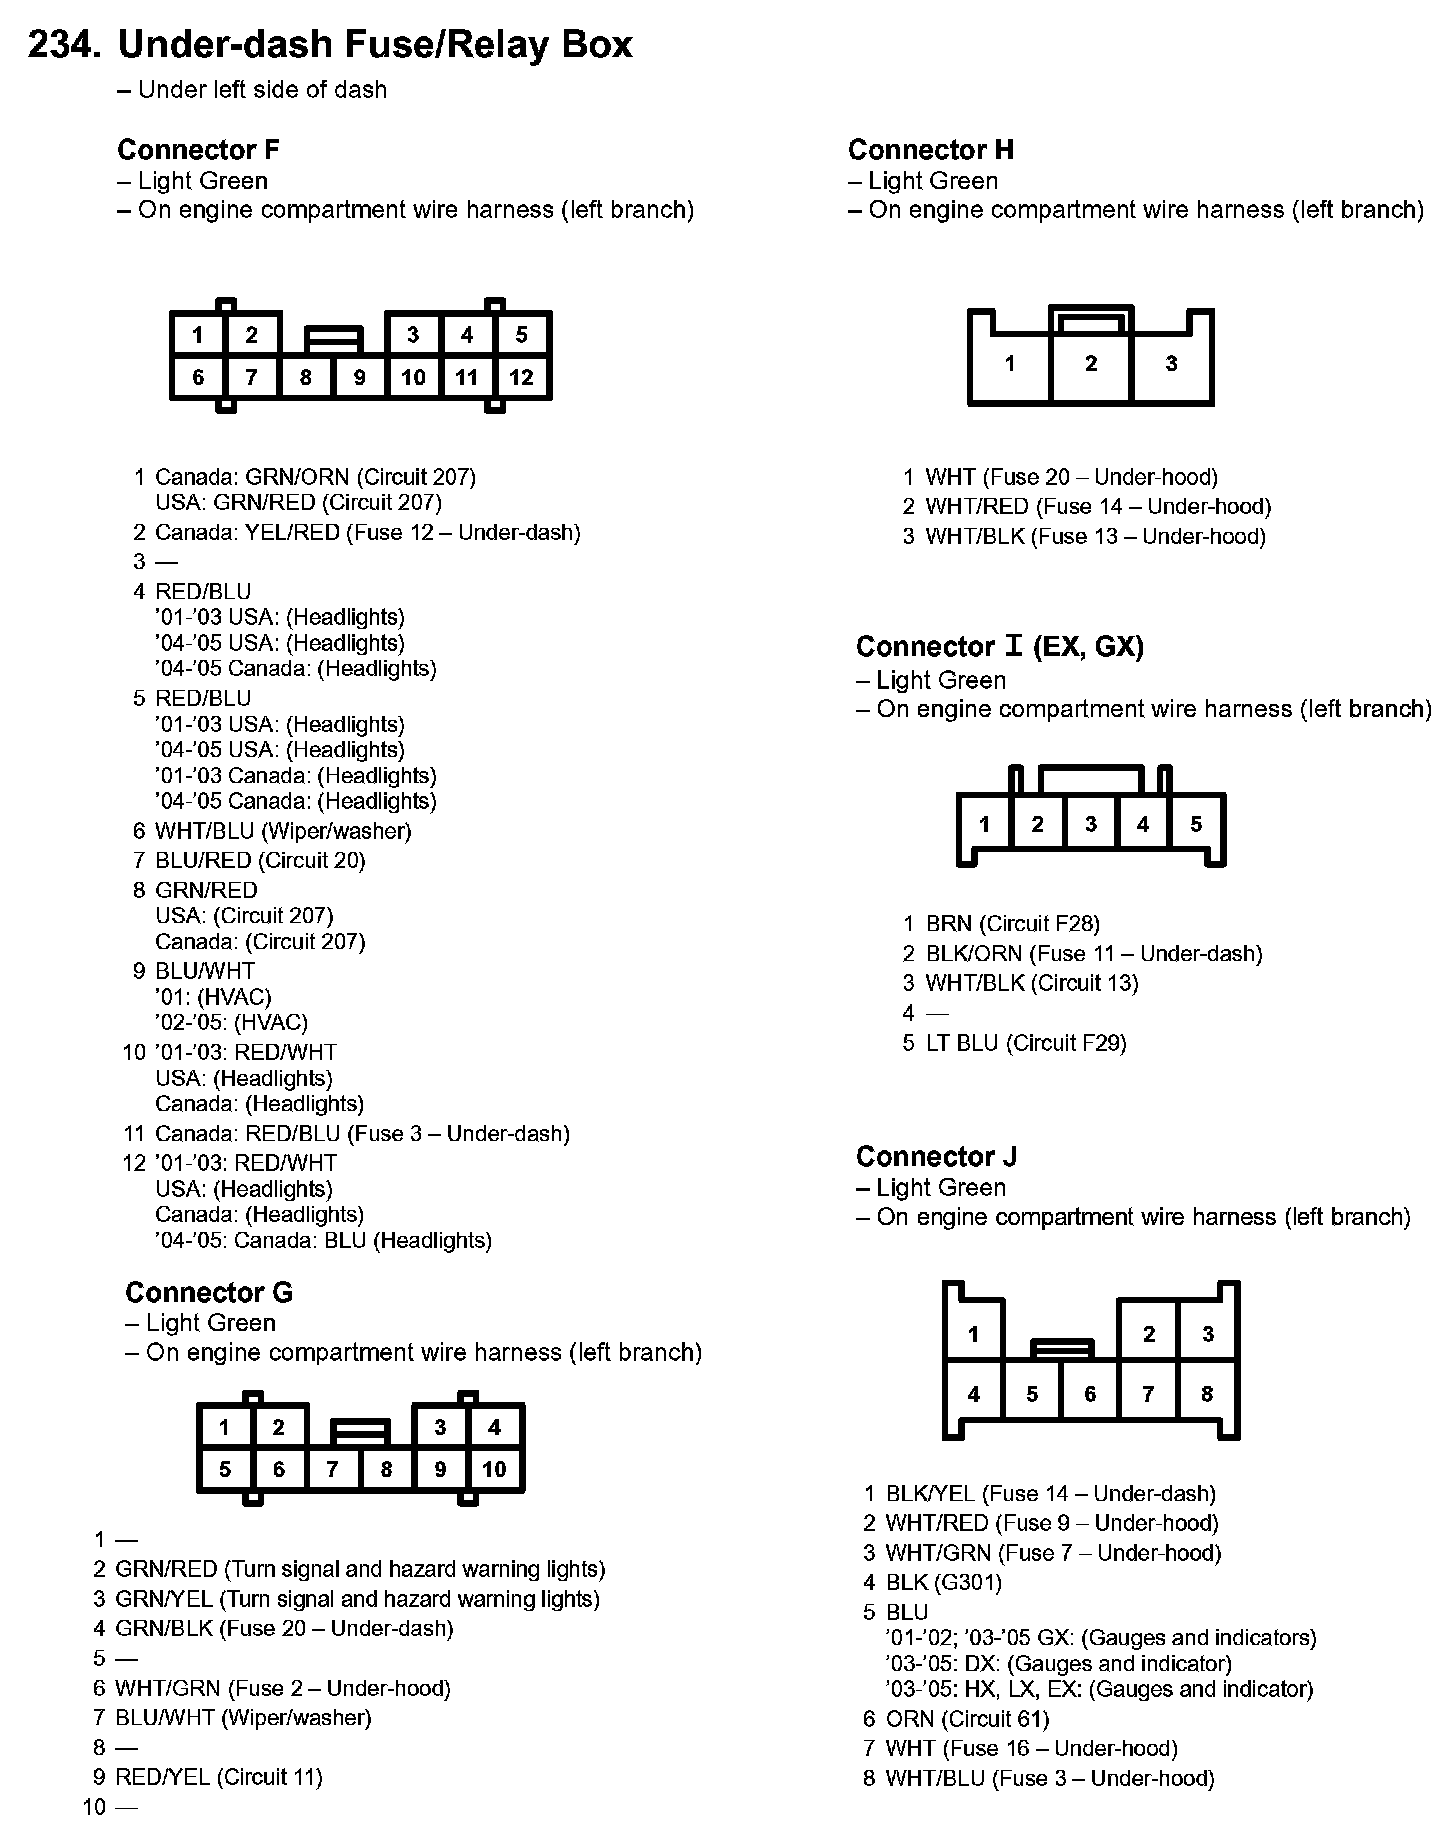 234. Under-dash Fuse/Relay Box
– Under left side of dash
Connector F
– Light Green
– On engine compartment wire harness (left branch)
1 2 3 4 5
6 7 8 9 10 11 12
1 Canada: GRN/ORN (Circuit 207)
USA: GRN/RED (Circuit 207)
2 Canada: YEL/RED (Fuse 12 – Under-dash)
3 —
4 RED/BLU
’01-’03 USA: (Headlights)
’04-’05 USA: (Headlights)
’04-’05 Canada: (Headlights)
5 RED/BLU
’01-’03 USA: (Headlights)
’04-’05 USA: (Headlights)
’01-’03 Canada: (Headlights)
’04-’05 Canada: (Headlights)
6 WHT/BLU (Wiper/washer)
7 BLU/RED (Circuit 20)
8 GRN/RED
USA: (Circuit 207)
Canada: (Circuit 207)
9 BLU/WHT
’01: (HVAC)
’02-’05: (HVAC)
10 ’01-’03: RED/WHT
USA: (Headlights)
Canada: (Headlights)
11 Canada: RED/BLU (Fuse 3 – Under-dash)
12 ’01-’03: RED/WHT
USA: (Headlights)
Canada: (Headlights)
’04-’05: Canada: BLU (Headlights)
Connector G
– Light Green
– On engine compartment wire harness (left branch)
1 2 3 4
5 6 7 8 9 10
1 —
2 GRN/RED (Turn signal and hazard warning lights)
3 GRN/YEL (Turn signal and hazard warning lights)
4 GRN/BLK (Fuse 20 – Under-dash)
5 —
6 WHT/GRN (Fuse 2 – Under-hood)
7 BLU/WHT (Wiper/washer)
8 —
9 RED/YEL (Circuit 11)
10 —
Connector H
– Light Green
– On engine compartment wire harness (left branch)
1 2 3
1 WHT (Fuse 20 – Under-hood)
2 WHT/RED (Fuse 14 – Under-hood)
3 WHT/BLK (Fuse 13 – Under-hood)
Connector I (EX, GX)
– Light Green
– On engine compartment wire harness (left branch)
1 2 3 4 5
1 BRN (Circuit F28)
2 BLK/ORN (Fuse 11 – Under-dash)
3 WHT/BLK (Circuit 13)
4 —
5 LT BLU (Circuit F29)
Connector J
– Light Green
– On engine compartment wire harness (left branch)
1 2 3
4 5 6 7 8
1 BLK/YEL (Fuse 14 – Under-dash)
2 WHT/RED (Fuse 9 – Under-hood)
3 WHT/GRN (Fuse 7 – Under-hood)
4 BLK (G301)
5 BLU
’01-’02; ’03-’05 GX: (Gauges and indicators)
’03-’05: DX: (Gauges and indicator)
’03-’05: HX, LX, EX: (Gauges and indicator)
6 ORN (Circuit 61)
7 WHT (Fuse 16 – Under-hood)
8 WHT/BLU (Fuse 3 – Under-hood)